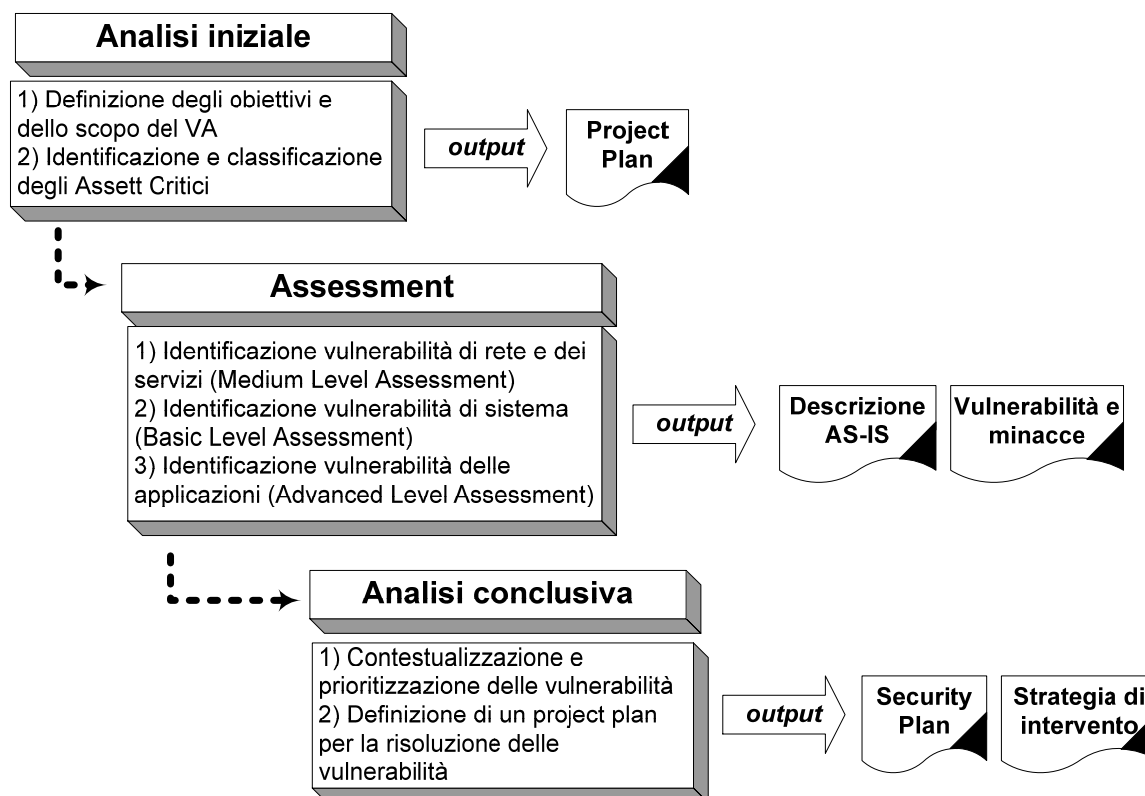 Analisi iniziale
1) Definizione degli obiettivi e
dello scopo del VA
2) Identificazione e classificazione
degli Assett Critici
output
Project
Plan
Assessment
1) Identificazione vulnerabilità di rete e dei
servizi (Medium Level Assessment)
2) Identificazione vulnerabilità di sistema
(Basic Level Assessment)
3) Identificazione vulnerabilità delle
applicazioni (Advanced Level Assessment)
output
Descrizione
AS-IS
Vulnerabilità e
minacce
Analisi conclusiva
1) Contestualizzazione e
prioritizzazione delle vulnerabilità
2) Definizione di un project plan
per la risoluzione delle
vulnerabilità
output
Security
Plan
Strategia di
intervento